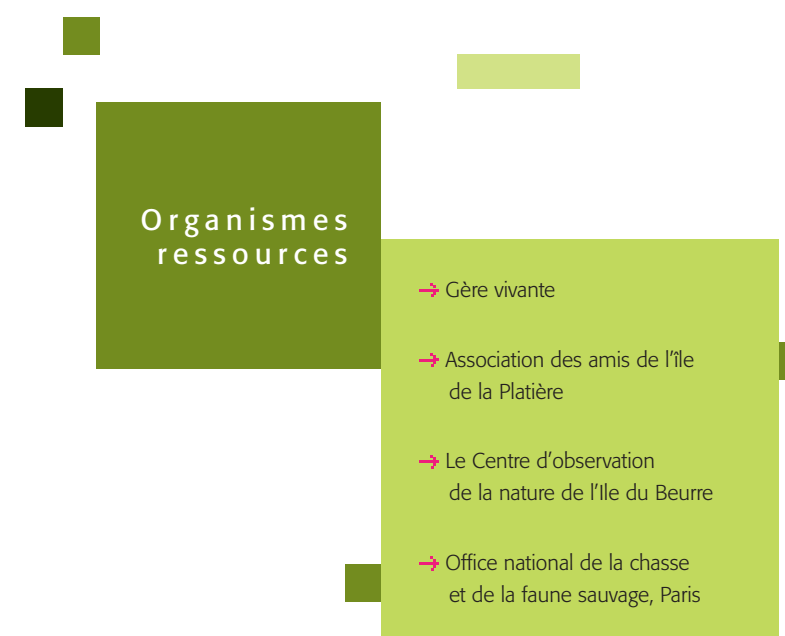 Organismes
ressources
→ Gère vivante
→ Association des amis de l'île
de la Platière
→ Le Centre d'observation
de la nature de l'Ile du Beurre
→ Office national de la chasse
et de la faune sauvage, Paris